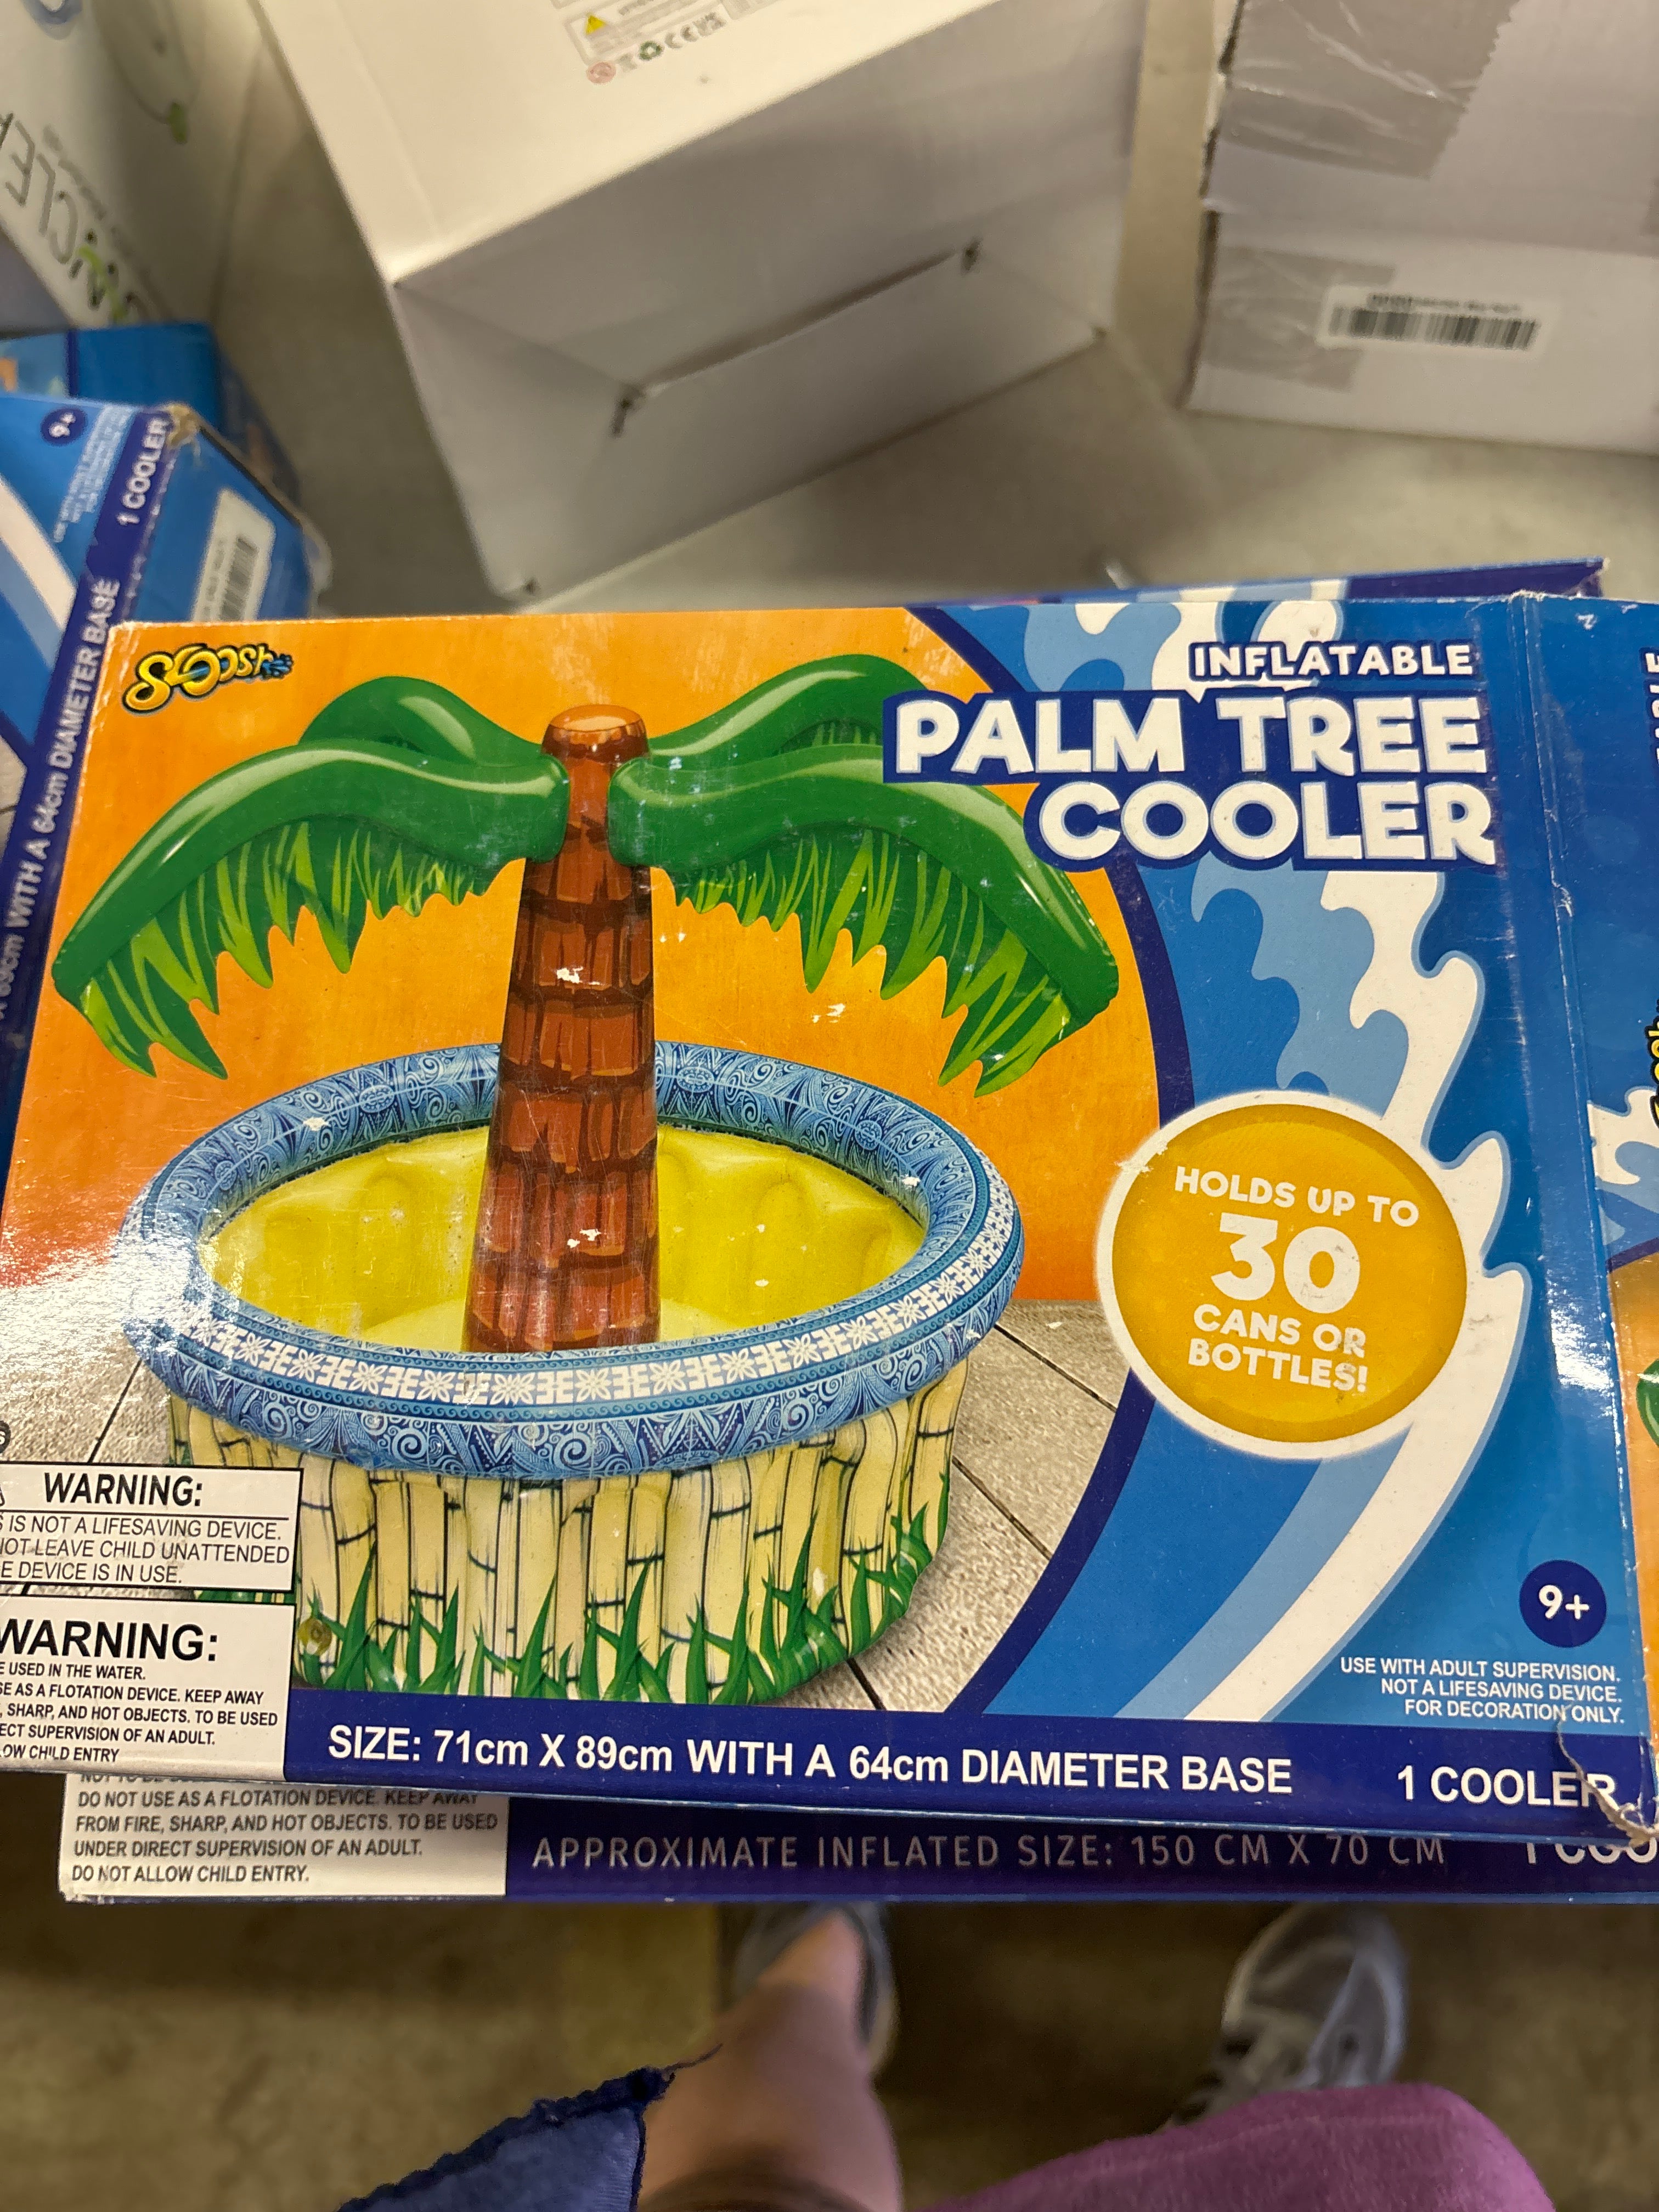 9+
1 COOLER
WITH A 64cm DIAMETER BASE
Sloosh
INFLATABLE
PALM TREE
COOLER
HOLDS UP TO
30
CANS OR
BOTTLES!
WARNING:
IS NOT A LIFESAVING DEVICE.
LEAVE CHILD UNATTENDED
DEVICE IS IN USE.
WARNING:
USED IN THE WATER.
AS A FLOTATION DEVICE. KEEP AWAY
, SHARP, AND HOT OBJECTS. TO BE USED
SUPERVISION OF AN ADULT.
CHILD ENTRY
9+
USE WITH ADULT SUPERVISION.
NOT A LIFESAVING DEVICE.
FOR DECORATION ONLY.
SIZE: 71cm X 89cm WITH A 64cm DIAMETER BASE
1 COOLER
DO NOT USE AS A FLOTATION DEVICE. KEEP AWAY
FROM FIRE, SHARP, AND HOT OBJECTS. TO BE USED
UNDER DIRECT SUPERVISION OF AN ADULT.
DO NOT ALLOW CHILD ENTRY.
APPROXIMATE INFLATED SIZE: 150 CM X 70 CM